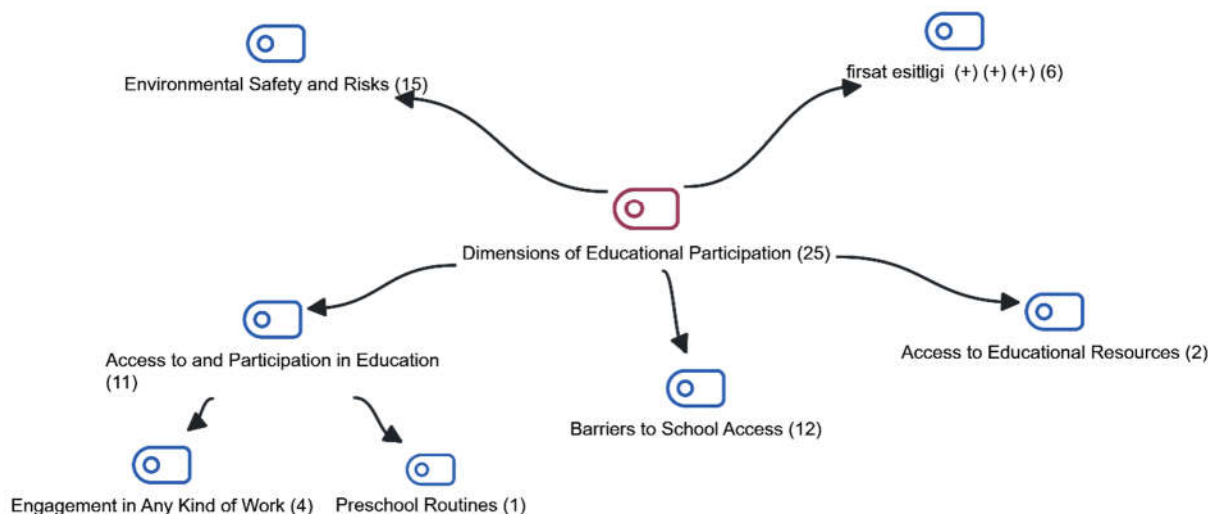 Environmental Safety and Risks (15)
firsat esitligi (+) (+) (+) (6)
Dimensions of Educational Participation (25)
Access to and Participation in Education
(11)
Access to Educational Resources (2)
Barriers to School Access (12)
Engagement in Any Kind of Work (4)
Preschool Routines (1)